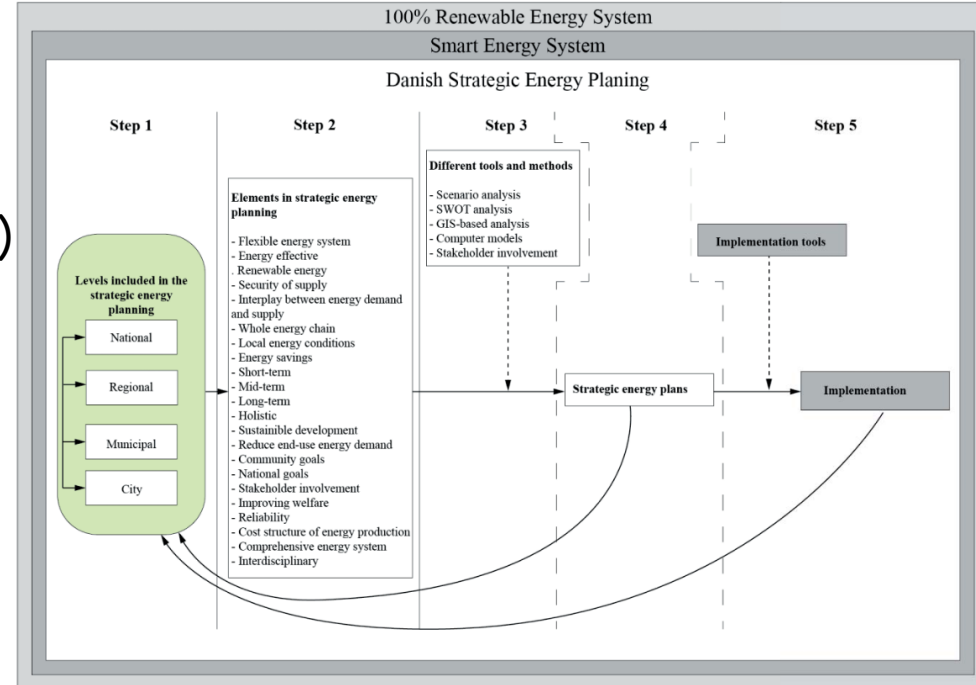 100% Renewable Energy System
Smart Energy System
Danish Strategic Energy Planing
Step 1
Step 2
Step 3
Step 4
Step 5
)
Levels included in the
strategic energy
planning
National
Regional
Municipal
City
Elements in strategic energy
planning
- Flexible energy system
- Energy effective
. Renewable energy
- Security of supply
- Interplay between energy demand
and supply
- Whole energy chain
- Local energy conditions
- Energy savings
- Short-term
- Mid-term
- Long-term
- Holistic
- Sustainible development
- Reduce end-use energy demand
- Community goals
- National goals
- Stakeholder involvement
- Improving welfare
- Reliability
- Cost structure of energy production
- Comprehensive energy system
- Interdisciplinary
Different tools and methods
- Scenario analysis
- SWOT analysis
- GIS-based analysis
- Computer models
- Stakeholder involvement
Strategic energy plans
Implementation tools
Implementation